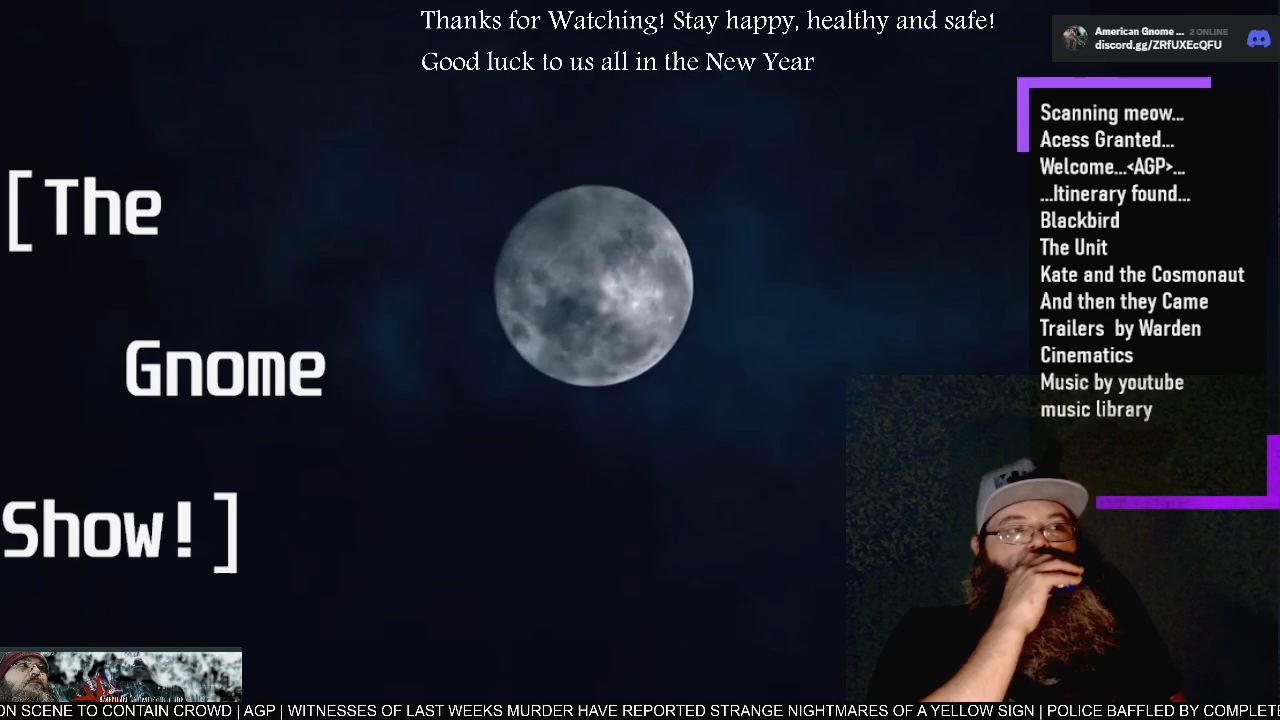 Thanks for Watching! Stay happy, healthy and safe!
Good luck to us all in the New Year
American Gnome ... 2 ONLINE
discord.gg/ZRfUXEcQFU
Scanning meow...
Acess Granted...
Welcome...<AGP>...
...Itinerary found...
Blackbird
The Unit
Kate and the Cosmonaut
And then they Came
Trailers by Warden
Cinematics
Music by youtube
music library
[The
Gnome
Show!]
ON SCENE TO CONTAIN CROWD | AGP | WITNESSES OF LAST WEEKS MURDER HAVE REPORTED STRANGE NIGHTMARES OF A YELLOW SIGN | POLICE BAFFLED BY COMPLETE